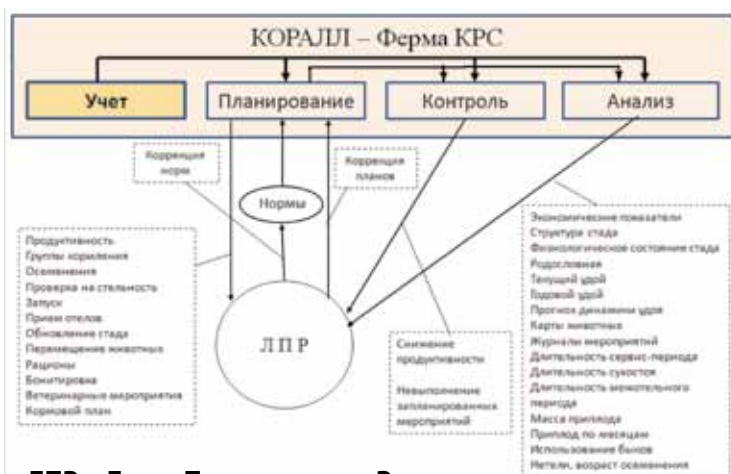 КОРАЛЛ – Ферма КРС
Учет
Планирование
Контроль
Анализ
Коррекция
норм
Нормы
Коррекция
планов
Продуктивность
Группы кормления
Осеменения
Проверка на стельность
Запуск
Прием отелов
Обновление стада
Перемещение животных
Рационы
Бонитировка
Ветеринарные мероприятия
Кормовой план
ЛПР
Снижение
продуктивности
Невыполнение
запланированных
мероприятий
Экономические показатели
Структура стада
Физиологическое состояние стада
Родословная
Текущий удой
Годовой удой
Прогноз динамики удоя
Карты животных
Журналы мероприятий
Длительность сервис-периода
Длительность сухостоя
Длительность межотельного
периода
Масса приплода
Приплод по месяцам
Использование быков
Нетели, возраст осеменения